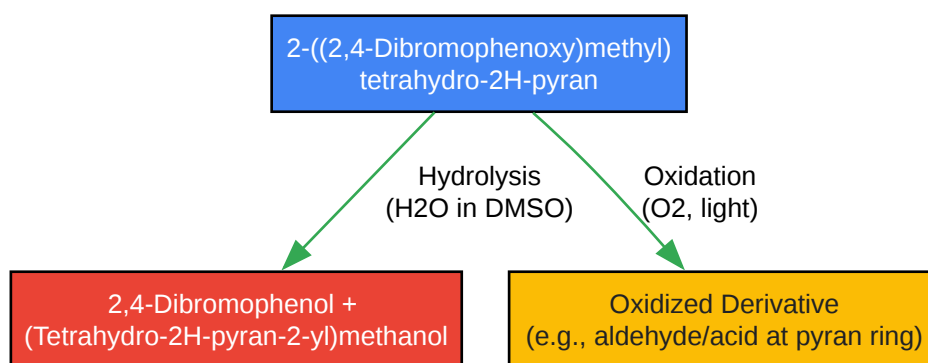 2-((2,4-Dibromophenoxy)methyl)
tetrahydro-2H-pyran
Hydrolysis
(H2O in DMSO)
Oxidation
(O2, light)
2,4-Dibromophenol +
(Tetrahydro-2H-pyran-2-yl)methanol
Oxidized Derivative
(e.g., aldehyde/acid at pyran ring)